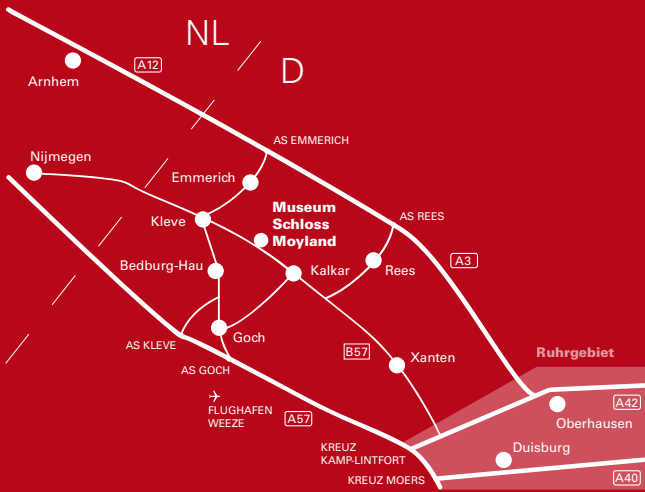 NL
D
A12
Arnhem
AS EMMERICH
Nijmegen
Emmerich
Museum
Schloss
Moyland
Kleve
AS REES
A3
Bedburg-Hau
Kalkar
Rees
Goch
AS KLEVE
B57
Xanten
Ruhrgebiet
AS GOCH
FLUGHAFEN
WEEZE
A57
A42
Oberhausen
KREUZ
KAMP-LINTFORT
Duisburg
KREUZ MOERS
A40